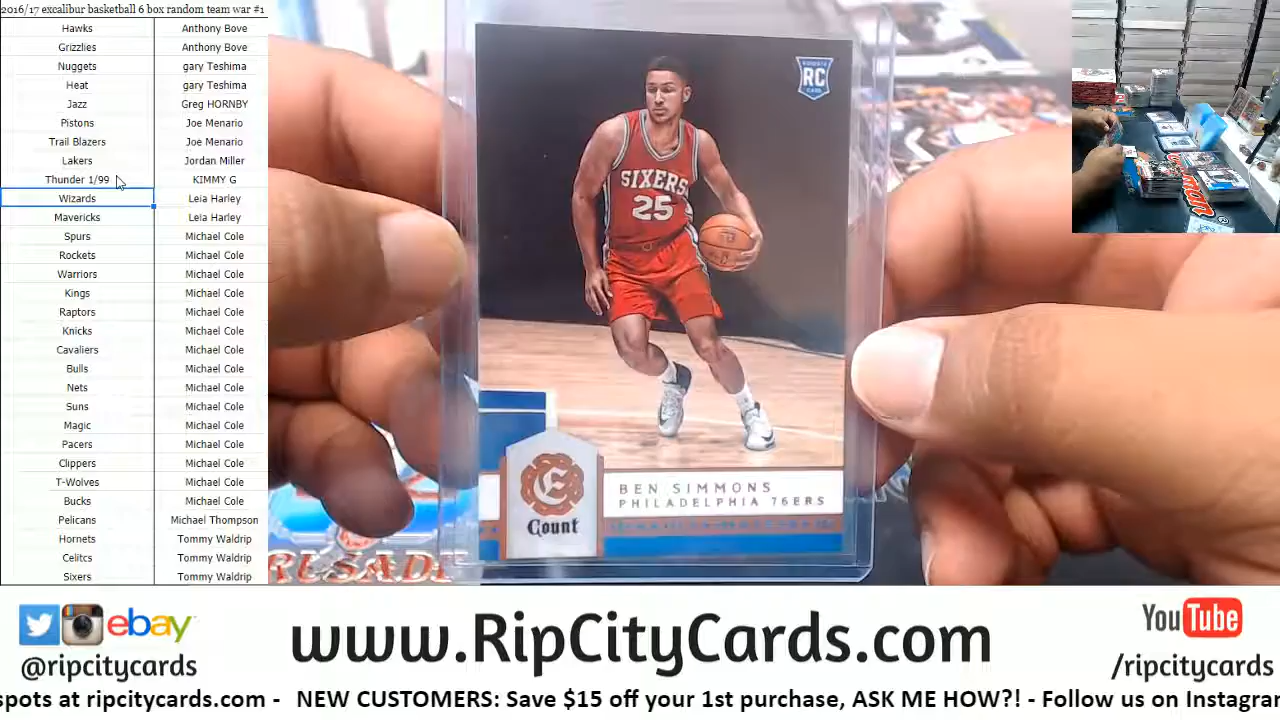 2016/17 excalibur basketball 6 box random team war #1
Hawks Anthony Bove
Grizzlies Anthony Bove
Nuggets gary Teshima
Heat gary Teshima
Jazz Greg HORNBY
Pistons Joe Menario
Trail Blazers Joe Menario
Lakers Jordan Miller
Thunder 1/99 KIMMY G
Wizards Leia Harley
Mavericks Leia Harley
Spurs Michael Cole
Rockets Michael Cole
Warriors Michael Cole
Kings Michael Cole
Raptors Michael Cole
Knicks Michael Cole
Cavaliers Michael Cole
Bulls Michael Cole
Nets Michael Cole
Suns Michael Cole
Magic Michael Cole
Pacers Michael Cole
Clippers Michael Cole
T-Wolves Michael Cole
Bucks Michael Cole
Pelicans Michael Thompson
Hornets Tommy Waldrip
Celitcs Tommy Waldrip
Sixers Tommy Waldrip
RC
SIXERS
25
E
Count
BEN SIMMONS
PHILADELPHIA 76ERS
ebay
@ripcitycards
www.RipCityCards.com
YouTube
/ripcitycards
spots at ripcitycards.com - NEW CUSTOMERS: Save $15 off your 1st purchase, ASK ME HOW?! - Follow us on Instagra